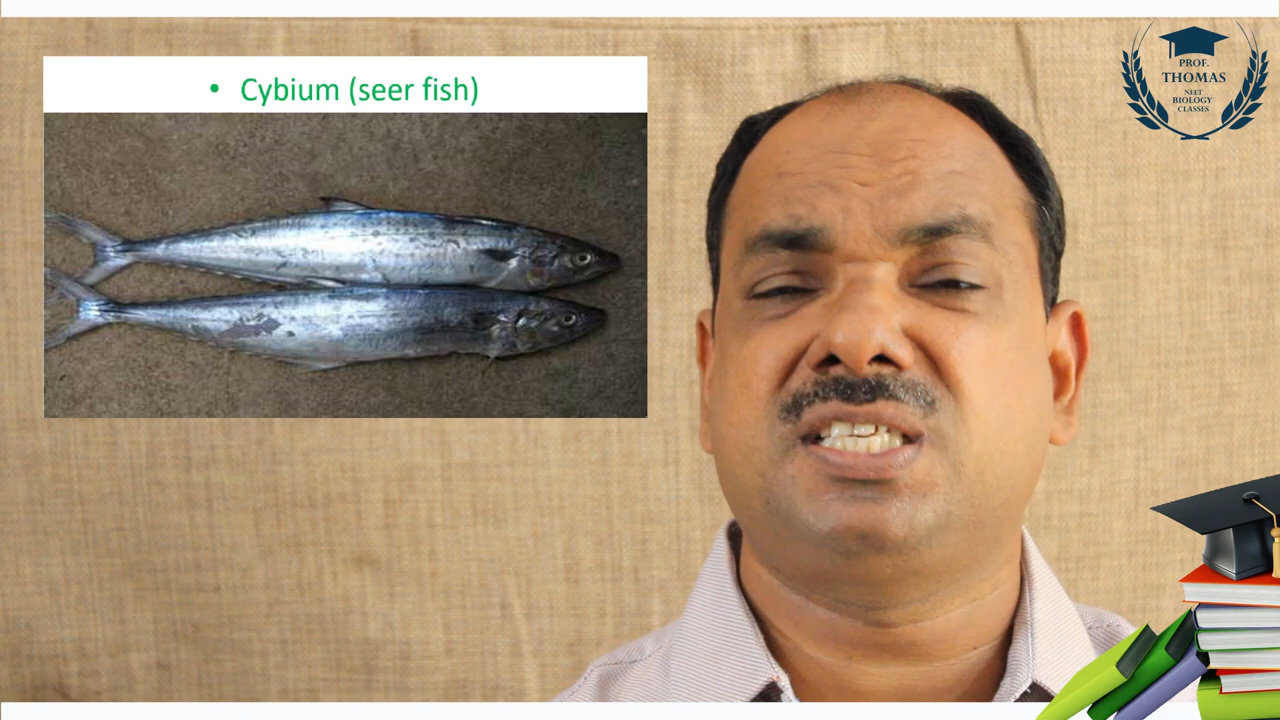 • Cybium (seer fish)
PROF.
THOMAS
NEET
BIOLOGY
CLASSES